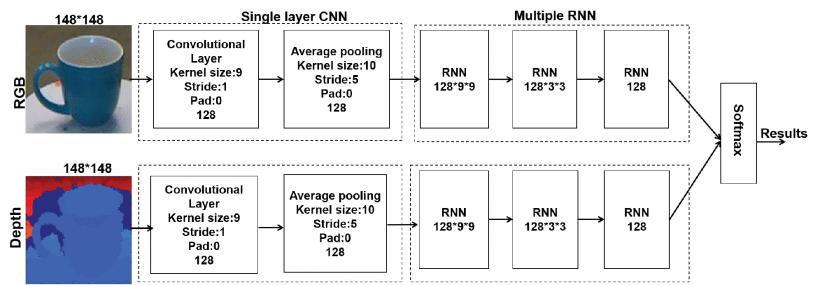 Single layer CNN
Multiple RNN
148*148
RGB
Convolutional
Layer
Kernel size:9
Stride:1
Pad:0
128
Average pooling
Kernel size:10
Stride:5
Pad:0
128
RNN
128*9*9
RNN
128*3*3
RNN
128
148*148
Depth
Convolutional
Layer
Kernel size:9
Stride:1
Pad:0
128
Average pooling
Kernel size:10
Stride:5
Pad:0
128
RNN
128*9*9
RNN
128*3*3
RNN
128
Softmax
Results